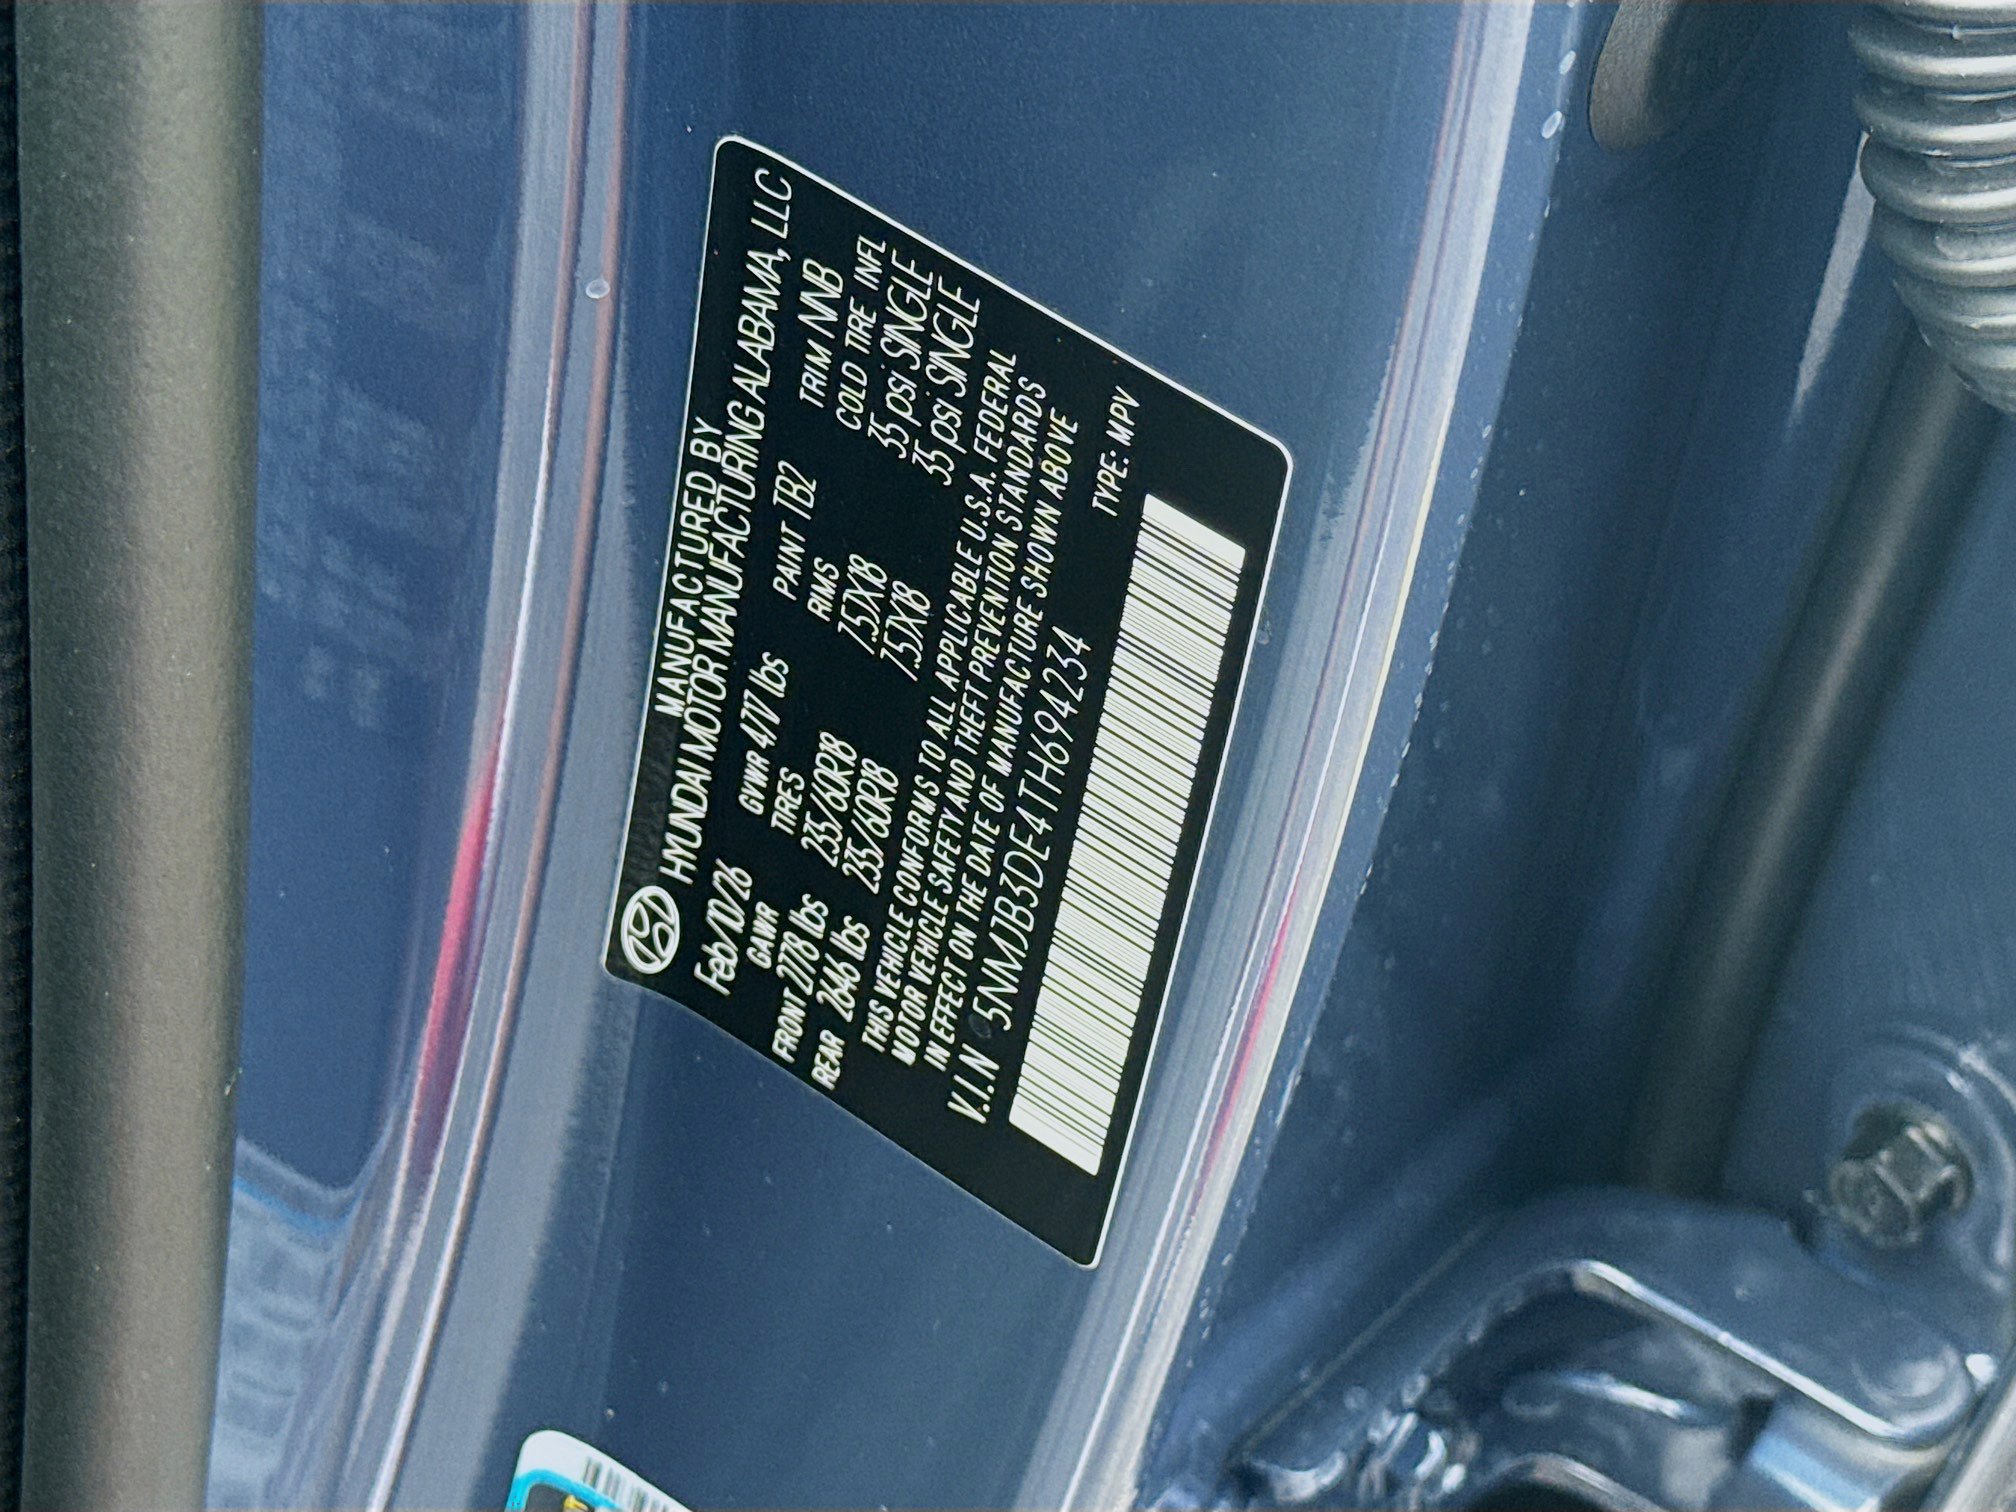 MANUFACTURED BY
HYUNDAI MOTOR MANUFACTURING ALABAMA, LLC
Feb/10/26 GVWR 4717 lbs PAINT TB2 TRIM NNB
GAWR TIRES RIMS COLD TIRE INFL
FRONT 2778 lbs 235/60R18 7.5JX18 35 psi SINGLE
REAR 2646 lbs 235/60R18 7.5JX18 35 psi SINGLE
THIS VEHICLE CONFORMS TO ALL APPLICABLE U.S.A. FEDERAL
MOTOR VEHICLE SAFETY AND THEFT PREVENTION STANDARDS
IN EFFECT ON THE DATE OF MANUFACTURE SHOWN ABOVE
V.I.N 5NMJB3DE4TH694234 TYPE: MPV